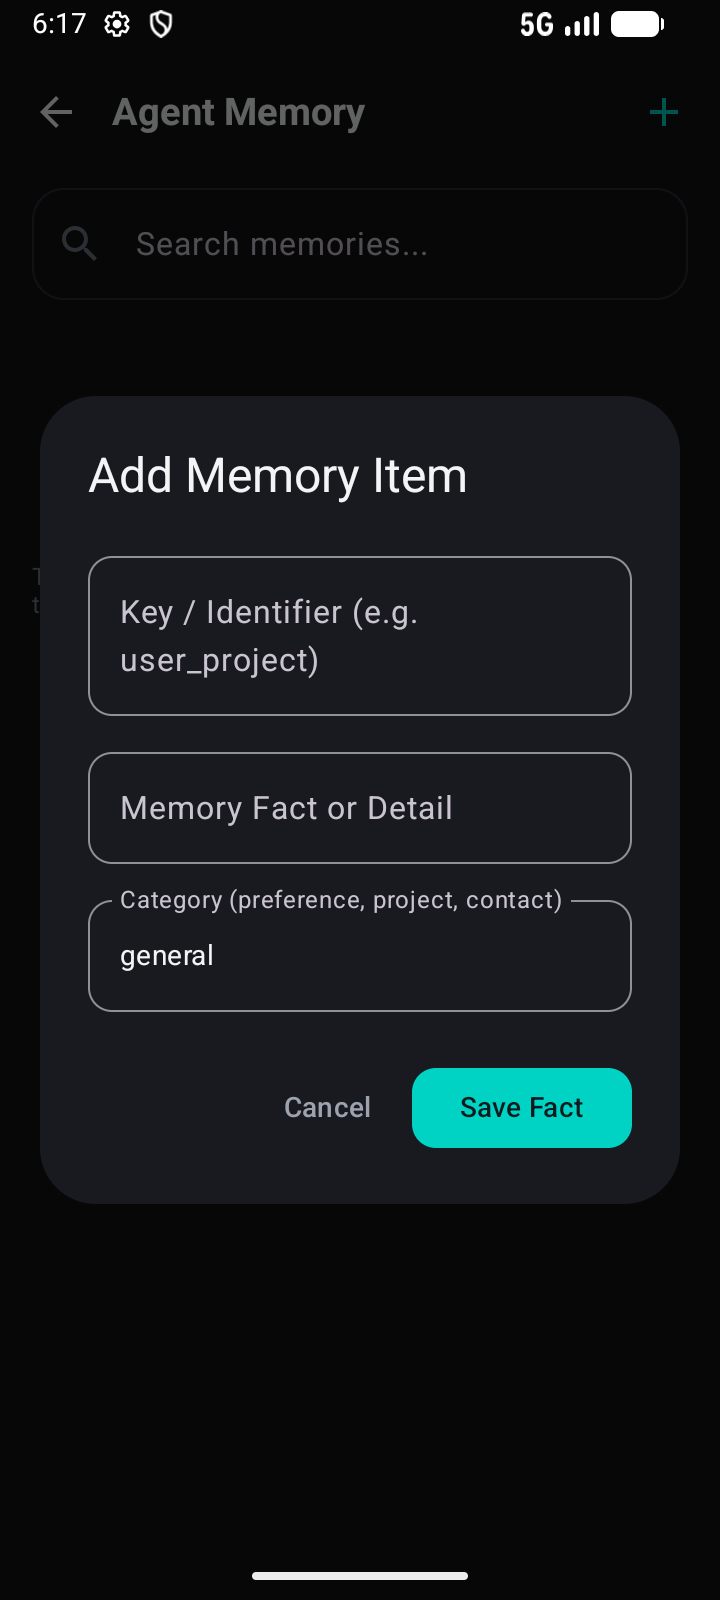 6:17 5G
Agent Memory
Search memories...
Add Memory Item
Key / Identifier (e.g.
user_project)
Memory Fact or Detail
Category (preference, project, contact)
general
Cancel Save Fact